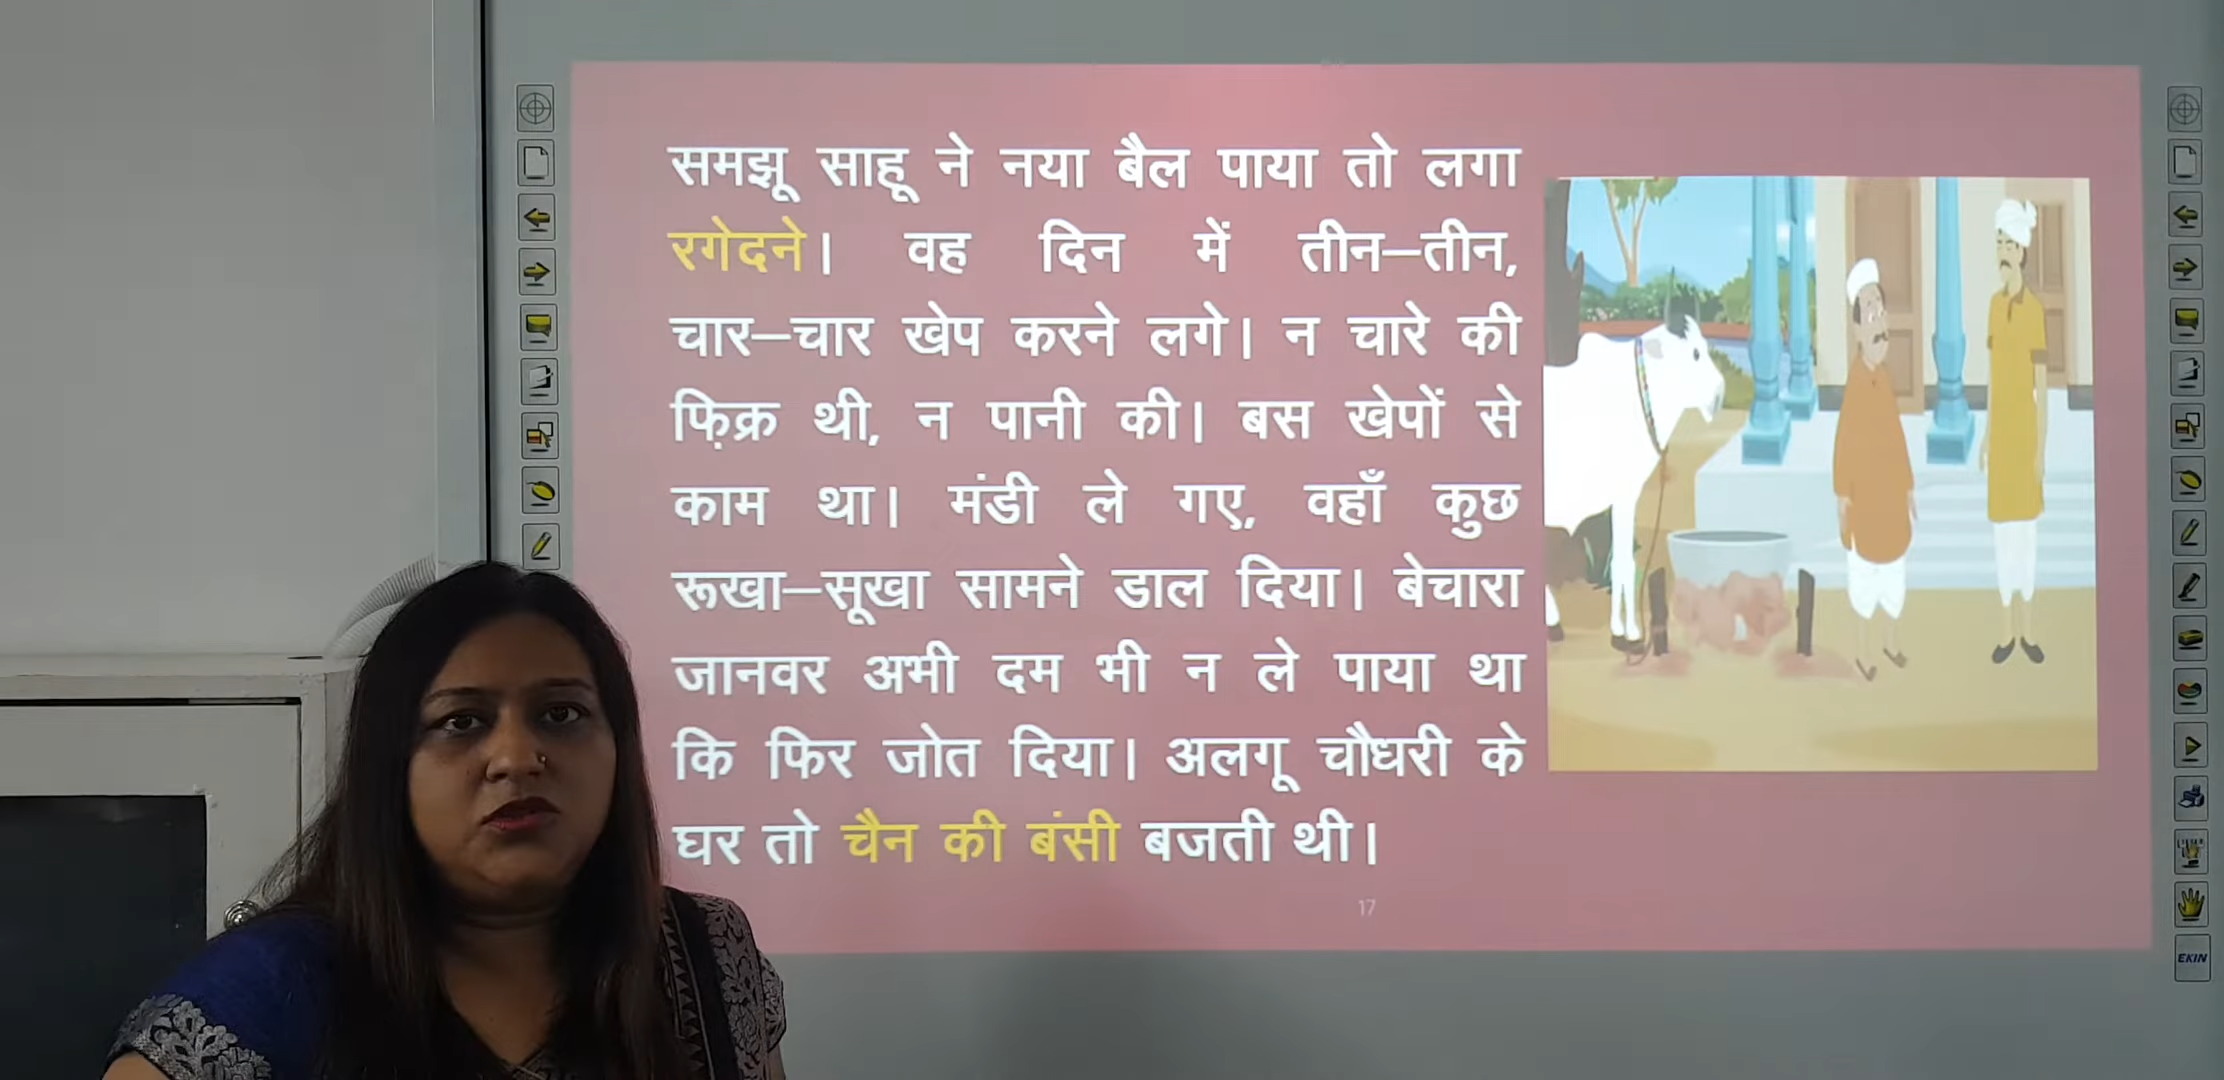 समझू साहू ने नया बैल पाया तो लगा
रगेदने। वह दिन में तीन–तीन,
चार–चार खेप करने लगे। न चारे की
फ़िक्र थी, न पानी की। बस खेपों से
काम था। मंडी ले गए, वहाँ कुछ
रूखा–सूखा सामने डाल दिया। बेचारा
जानवर अभी दम भी न ले पाया था
कि फिर जोत दिया। अलगू चौधरी के
घर तो चैन की बंसी बजती थी।
17
EKIN